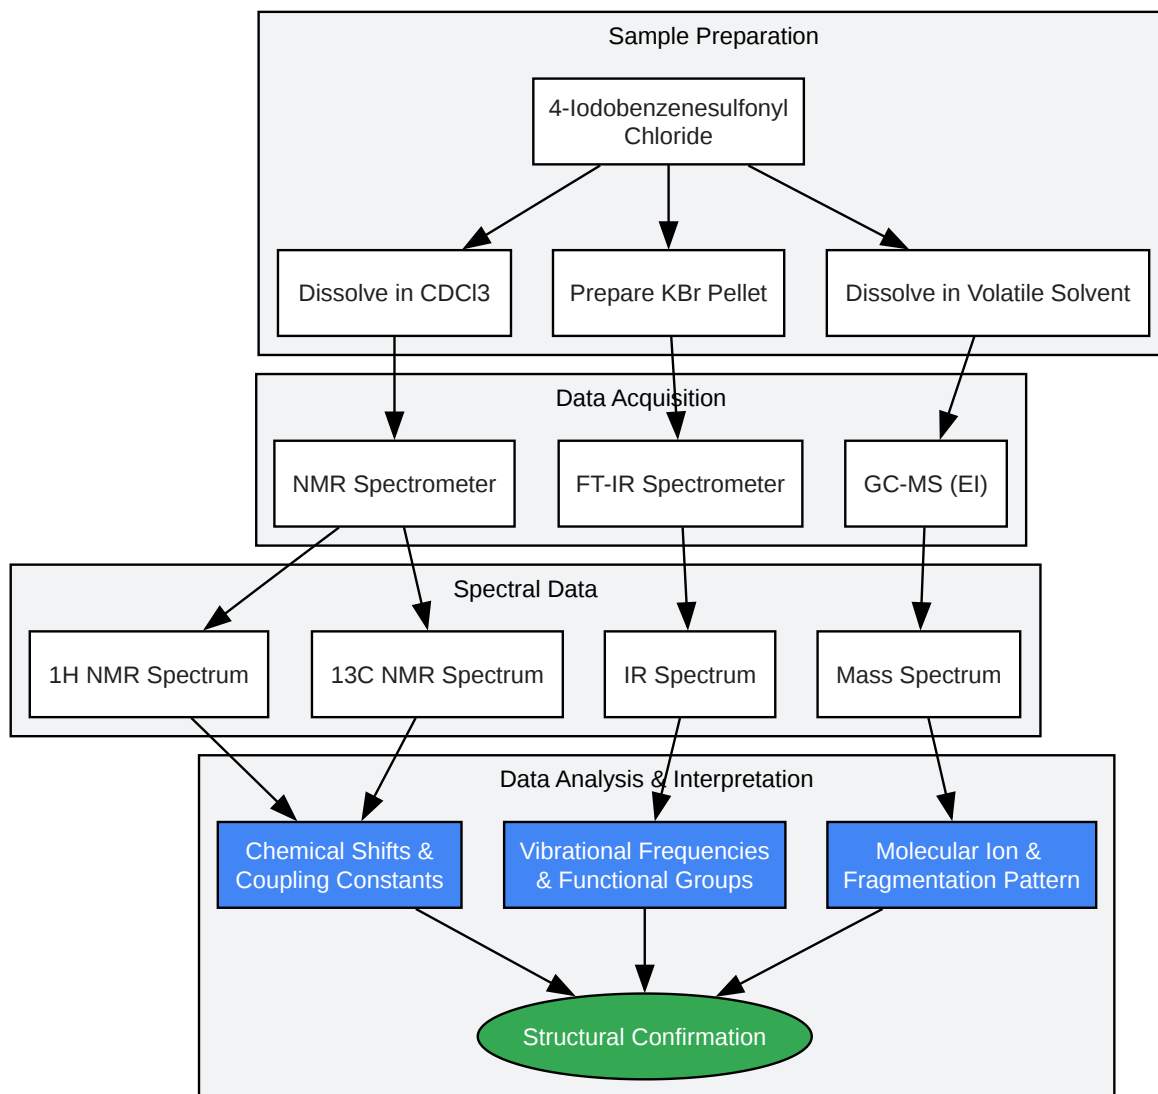 Sample Preparation
4-Iodobenzenesulfonyl
Chloride
Dissolve in CDCl3
Prepare KBr Pellet
Dissolve in Volatile Solvent
Data Acquisition
NMR Spectrometer
FT-IR Spectrometer
GC-MS (EI)
Spectral Data
1H NMR Spectrum
13C NMR Spectrum
IR Spectrum
Mass Spectrum
Data Analysis & Interpretation
Chemical Shifts &
Coupling Constants
Vibrational Frequencies
& Functional Groups
Molecular Ion &
Fragmentation Pattern
Structural Confirmation